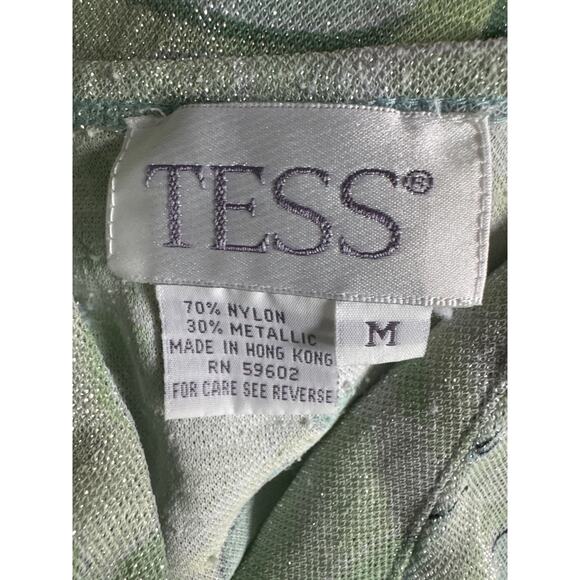 TESS®
70% NYLON
30% METALLIC
MADE IN HONG KONG
RN 59602
FOR CARE SEE REVERSE
M